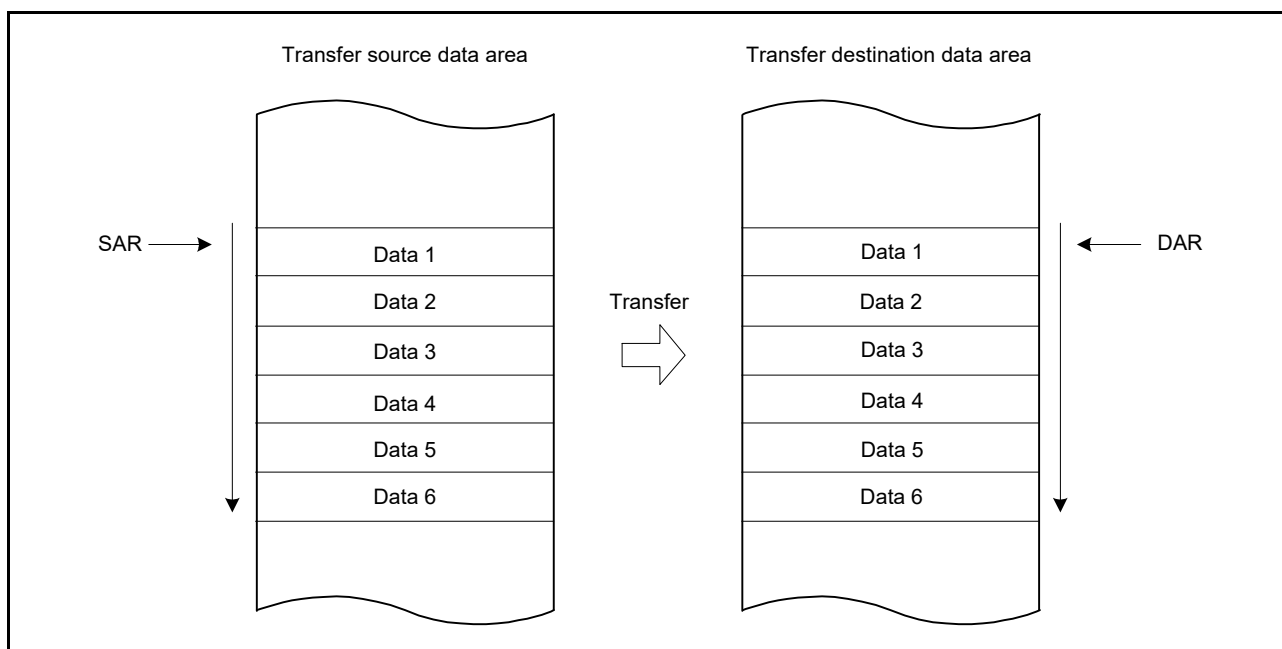 Transfer source data area
Transfer destination data area
SAR
Data 1
Data 2
Data 3
Data 4
Data 5
Data 6
Transfer
Data 1
Data 2
Data 3
Data 4
Data 5
Data 6
DAR